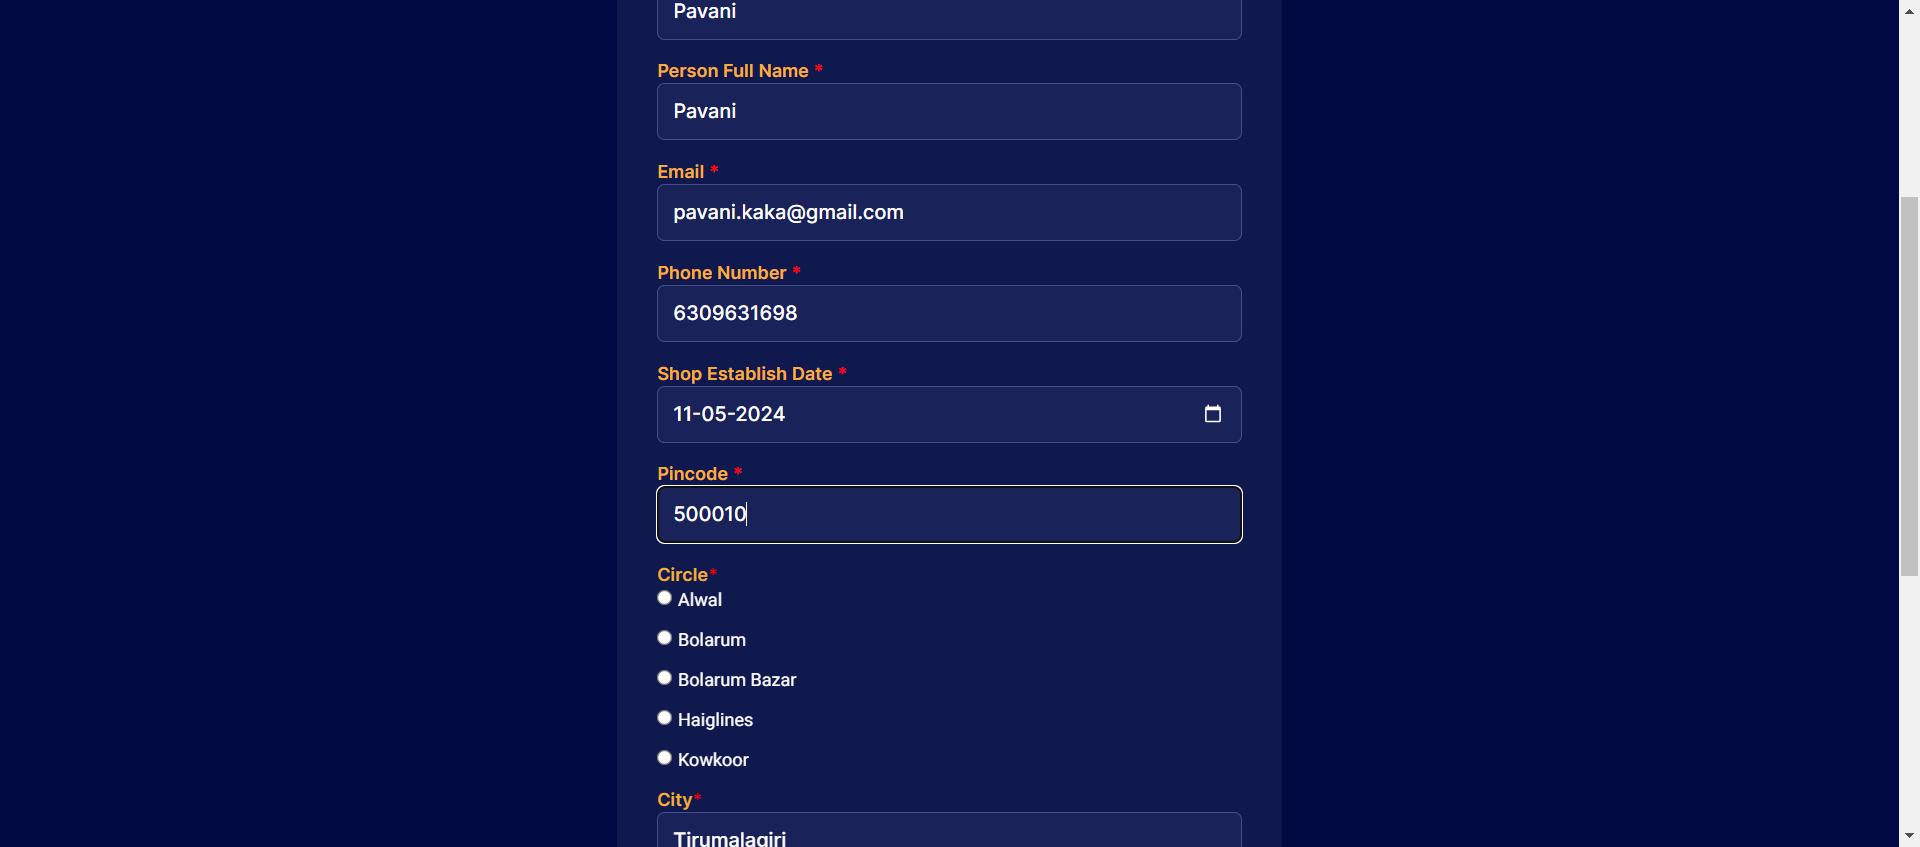 Pavani
Person Full Name *
Pavani
Email *
pavani.kaka@gmail.com
Phone Number *
6309631698
Shop Establish Date *
11-05-2024
Pincode *
500010
Circle*
Alwal
Bolarum
Bolarum Bazar
Haiglines
Kowkoor
City*
Tirumalagiri